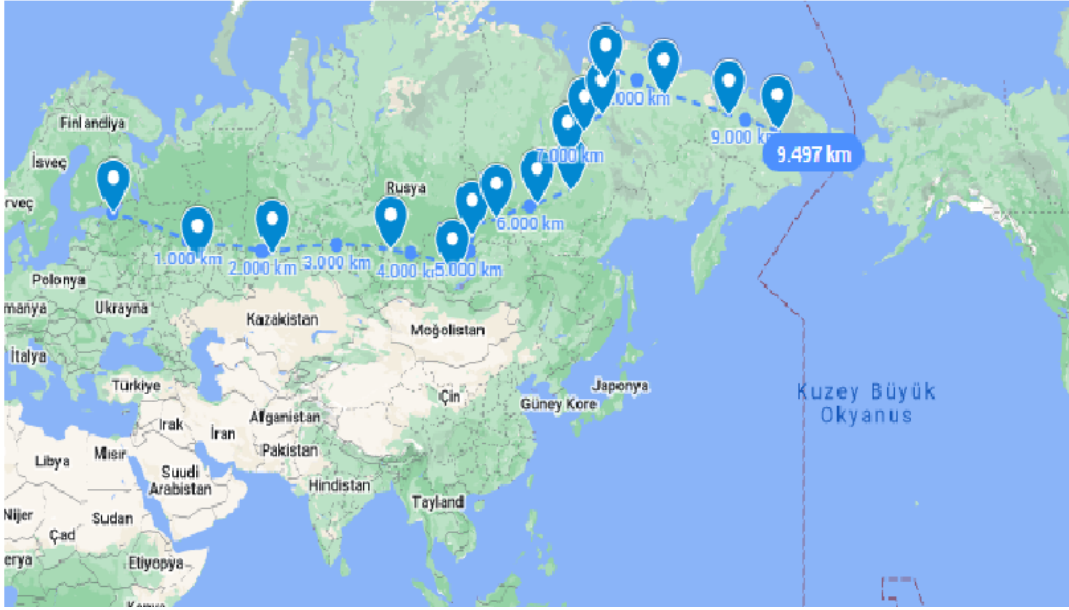 Finlandiya
İsveç
rveç
Rusya
.000 km
9.000 k
9.497 km
7.000 km
6.000 km
1.000 km
2.000 km
3.000 km
4.000 k
5.000 km
Polonya
manya
Ukrayna
Kazakistan
Moğolistan
İtalya
Türkiye
Japonya
Çin
Güney Kore
Kuzey Büyük
Okyanus
Afganistan
Irak
İran
Pakistan
Libya
Mısır
Suudi
Arabistan
Hindistan
Tayland
Nijer
Sudan
Çad
erya
Etiyopya
Kenya